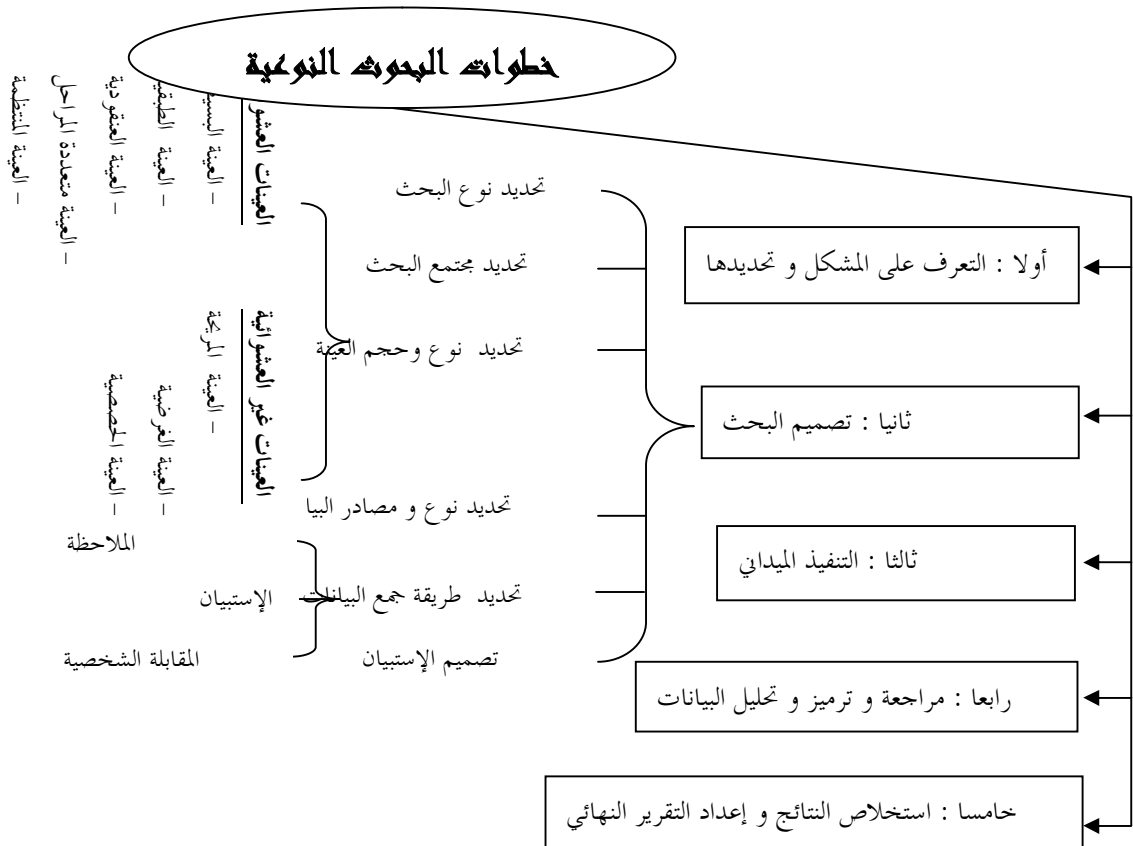 خطوات البحوث النوعية
أولا : التعرف على المشكل و تحديدها
ثانيا : تصميم البحث
تحديد نوع البحث
تحديد مجتمع البحث
تحديد نوع وحجم العينة
العينات
– العينة
– العينة
– العينة العنقودية
– العينة متعددة المراحل
– العينة المنتظمة
العينات غير العشوائية
– العينة المريحة
– العينة الغرضية
– العينة الحصصية
تحديد نوع و مصادر البيا
تحديد طريقة جمع البيانات
الملاحظة
الإستبيان
المقابلة الشخصية
تصميم الإستبيان
ثالثا : التنفيذ الميداني
رابعا : مراجعة و ترميز و تحليل البيانات
خامسا : استخلاص النتائج و إعداد التقرير النهائي